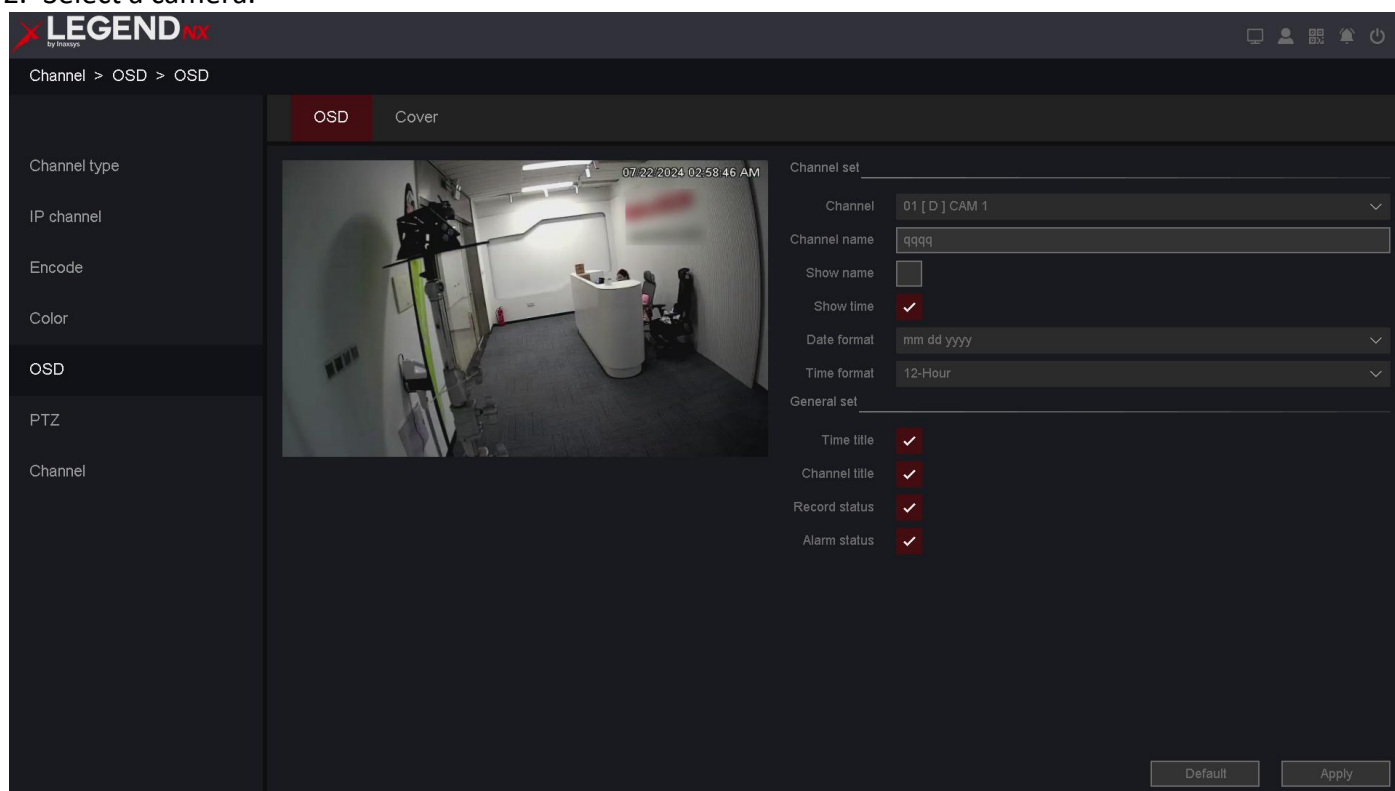 2. Select a camera.
LEGEND NX
by Inaxsys
Channel > OSD > OSD
OSD Cover
Channel type
IP channel
Encode
Color
OSD
PTZ
Channel
07-22-2024 02:58:46 AM
Channel set
Channel 01 [ D ] CAM 1
Channel name qqqq
Show name
Show time
Date format mm dd yyyy
Time format 12-Hour
General set
Time title
Channel title
Record status
Alarm status
Default Apply